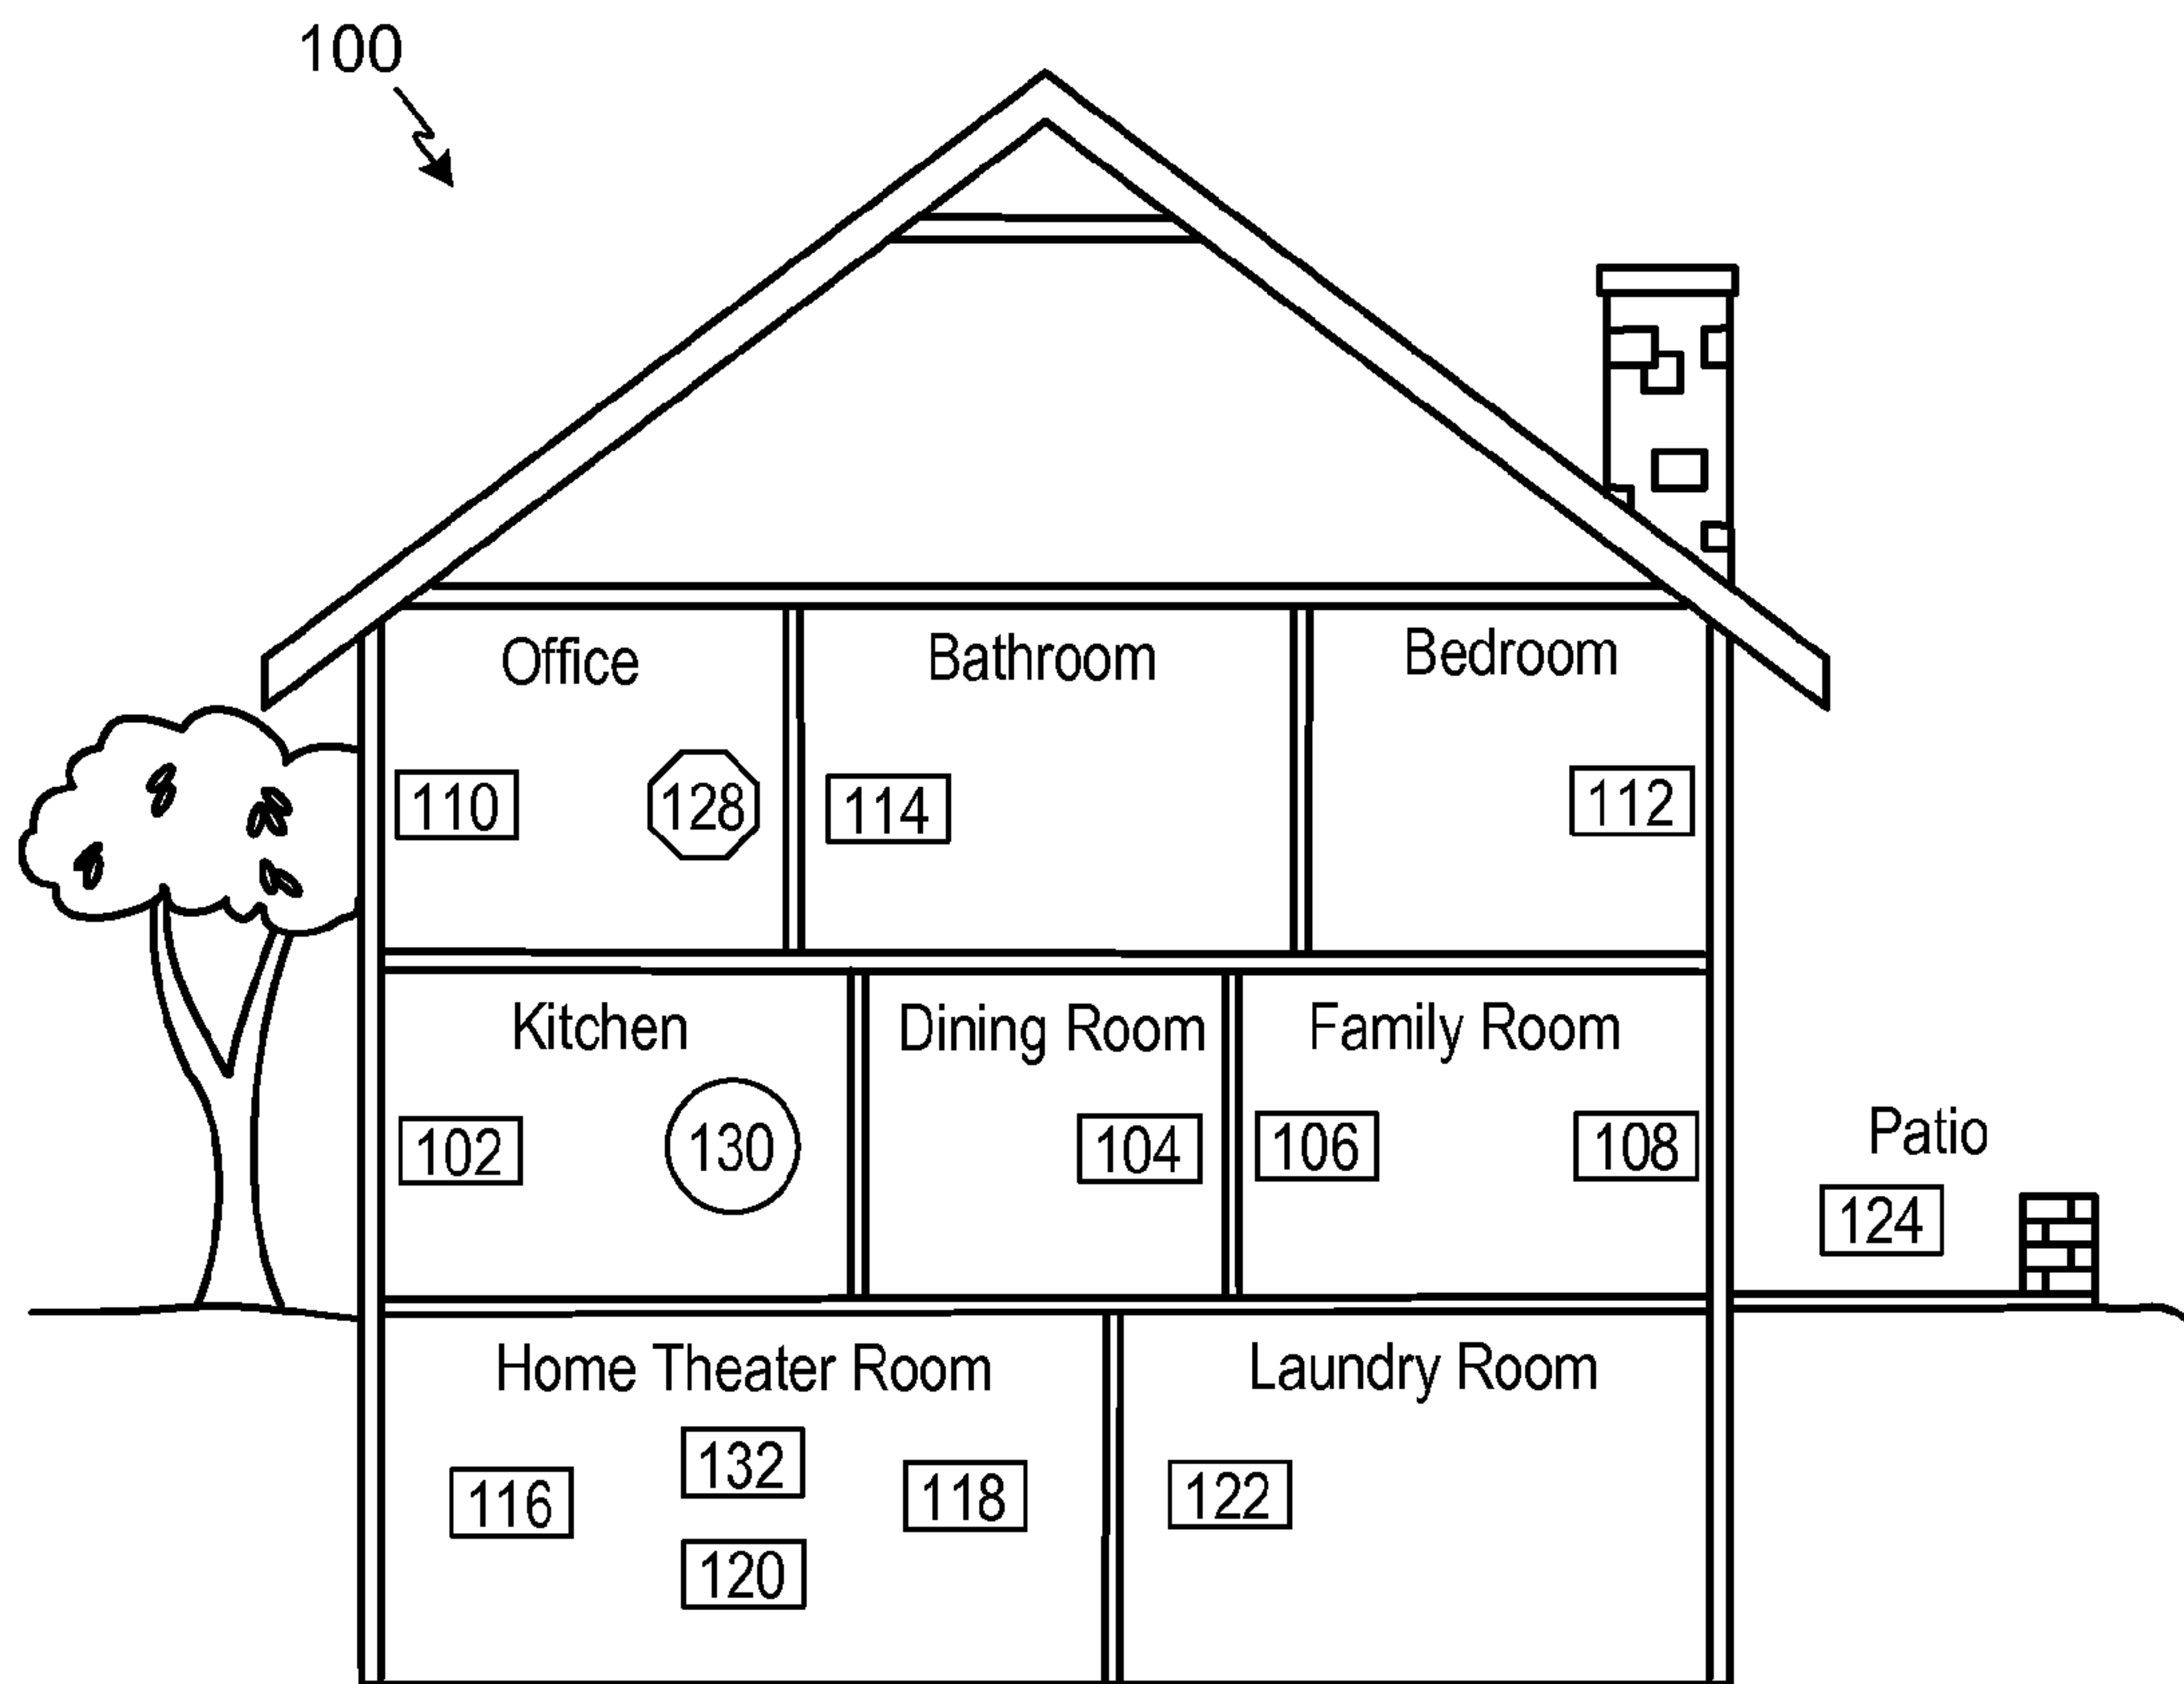 100
Office
Bathroom
Bedroom
110
128
114
112
Kitchen
Dining Room
Family Room
102
130
104
106
108
Patio
124
Home Theater Room
Laundry Room
116
132
118
122
120